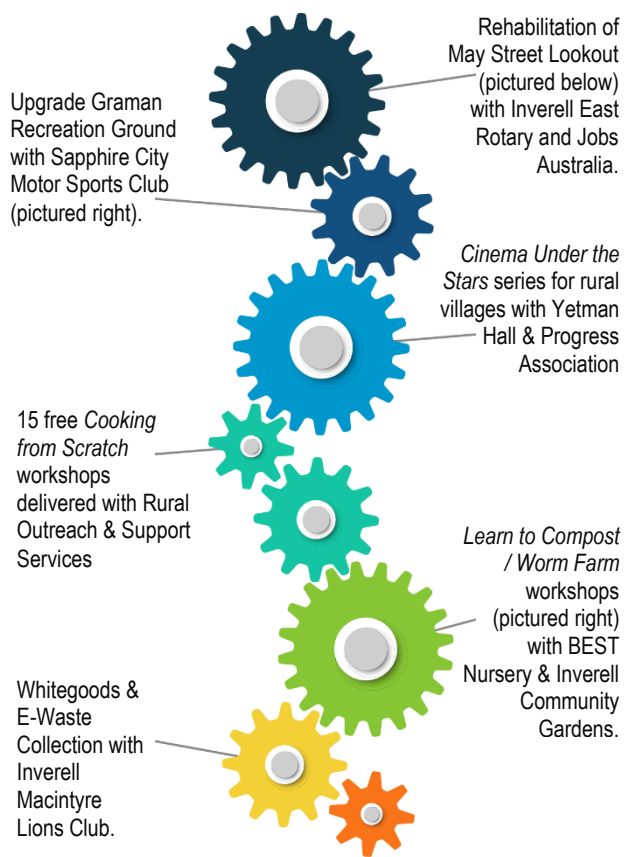 Rehabilitation of
May Street Lookout
(pictured below)
with Inverell East
Rotary and Jobs
Australia.
Upgrade Graman
Recreation Ground
with Sapphire City
Motor Sports Club
(pictured right).
Cinema Under the
Stars series for rural
villages with Yetman
Hall & Progress
Association
15 free Cooking
from Scratch
workshops
delivered with Rural
Outreach & Support
Services
Learn to Compost
/ Worm Farm
workshops
(pictured right)
with BEST
Nursery & Inverell
Community
Gardens.
Whitegoods &
E-Waste
Collection with
Inverell
Macintyre
Lions Club.